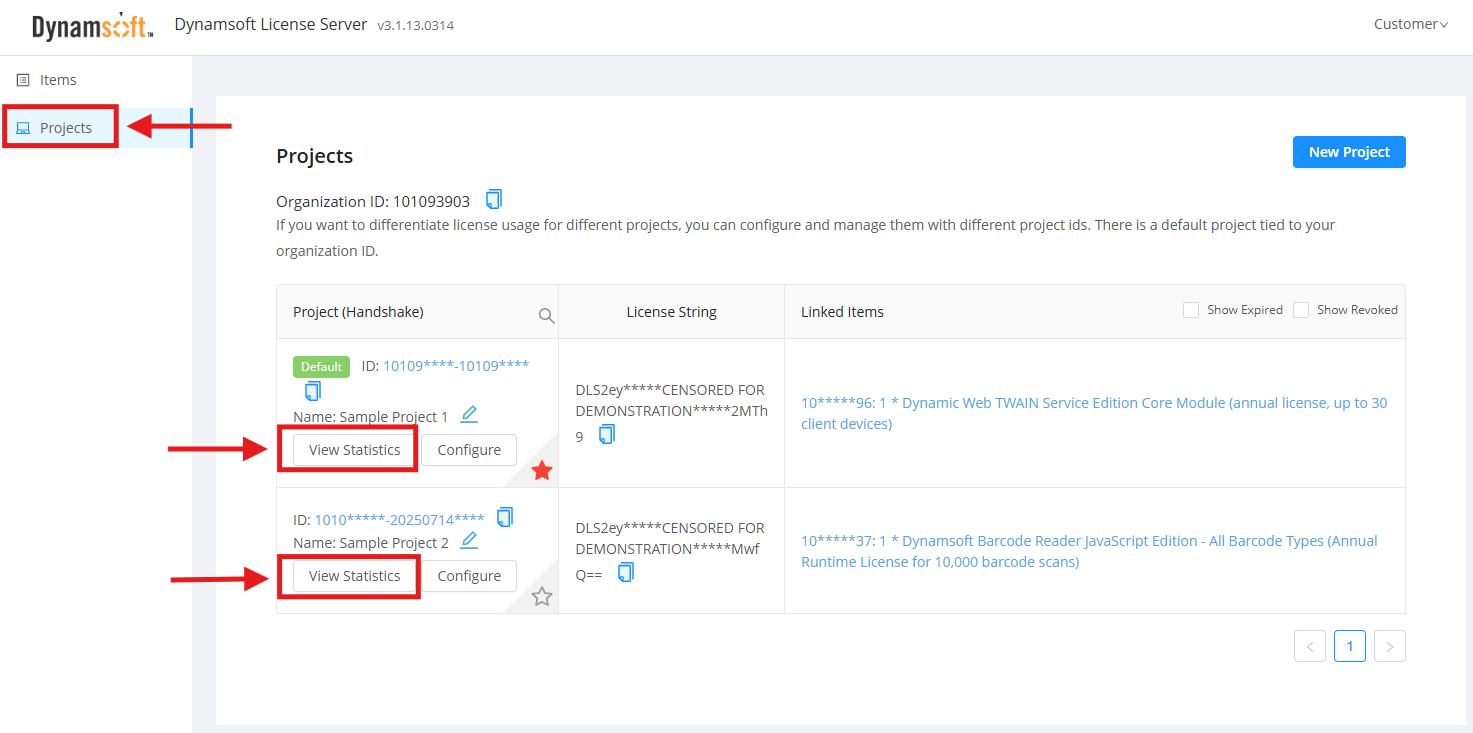 Dynamsoft TM Dynamsoft License Server v3.1.13.0314 Customer
Items
Projects
Projects
New Project
Organization ID: 101093903
If you want to differentiate license usage for different projects, you can configure and manage them with different project ids. There is a default project tied to your
organization ID.
Project (Handshake) License String Linked Items Show Expired Show Revoked
Default ID: 10109****-10109****
Name: Sample Project 1
View Statistics Configure
DLS2ey*****CENSORED FOR
DEMONSTRATION*****2MTh
9
10*****96: 1 * Dynamic Web TWAIN Service Edition Core Module (annual license, up to 30
client devices)
ID: 1010*****-20250714****
Name: Sample Project 2
View Statistics Configure
DLS2ey*****CENSORED FOR
DEMONSTRATION*****Mwf
Q==
10*****37: 1 * Dynamsoft Barcode Reader JavaScript Edition - All Barcode Types (Annual
Runtime License for 10,000 barcode scans)
< 1 >